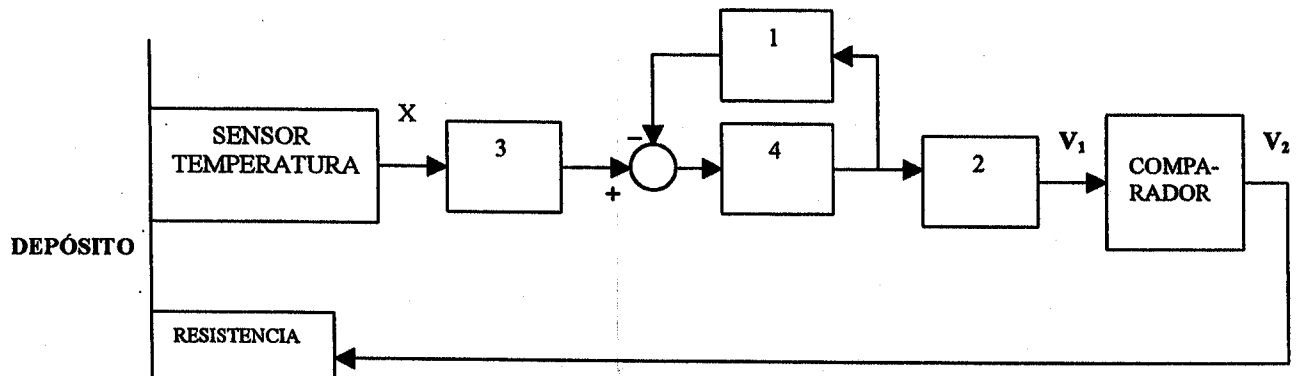 1
X
SENSOR
TEMPERATURA
3
−
+
4
2
V₁
COMPA-
RADOR
V₂
DEPÓSITO
RESISTENCIA